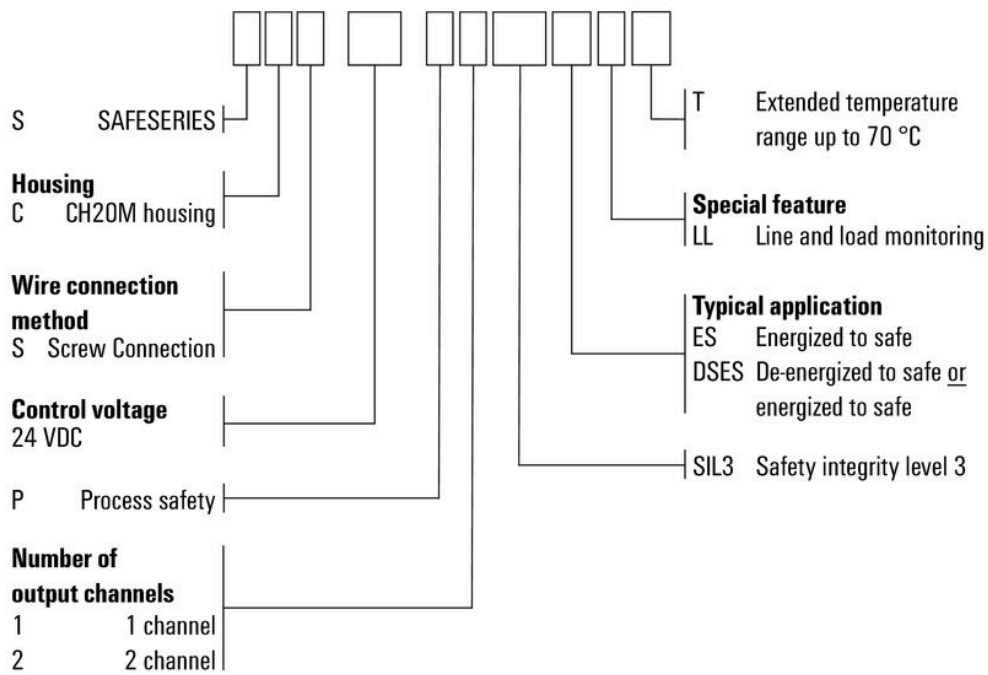 S SAFESERIES
Housing
C CH20M housing
Wire connection
method
S Screw Connection
Control voltage
24 VDC
P Process safety
Number of
output channels
1 1 channel
2 2 channel
T Extended temperature
range up to 70 °C
Special feature
LL Line and load monitoring
Typical application
ES Energized to safe
DSES De-energized to safe or
energized to safe
SIL3 Safety integrity level 3